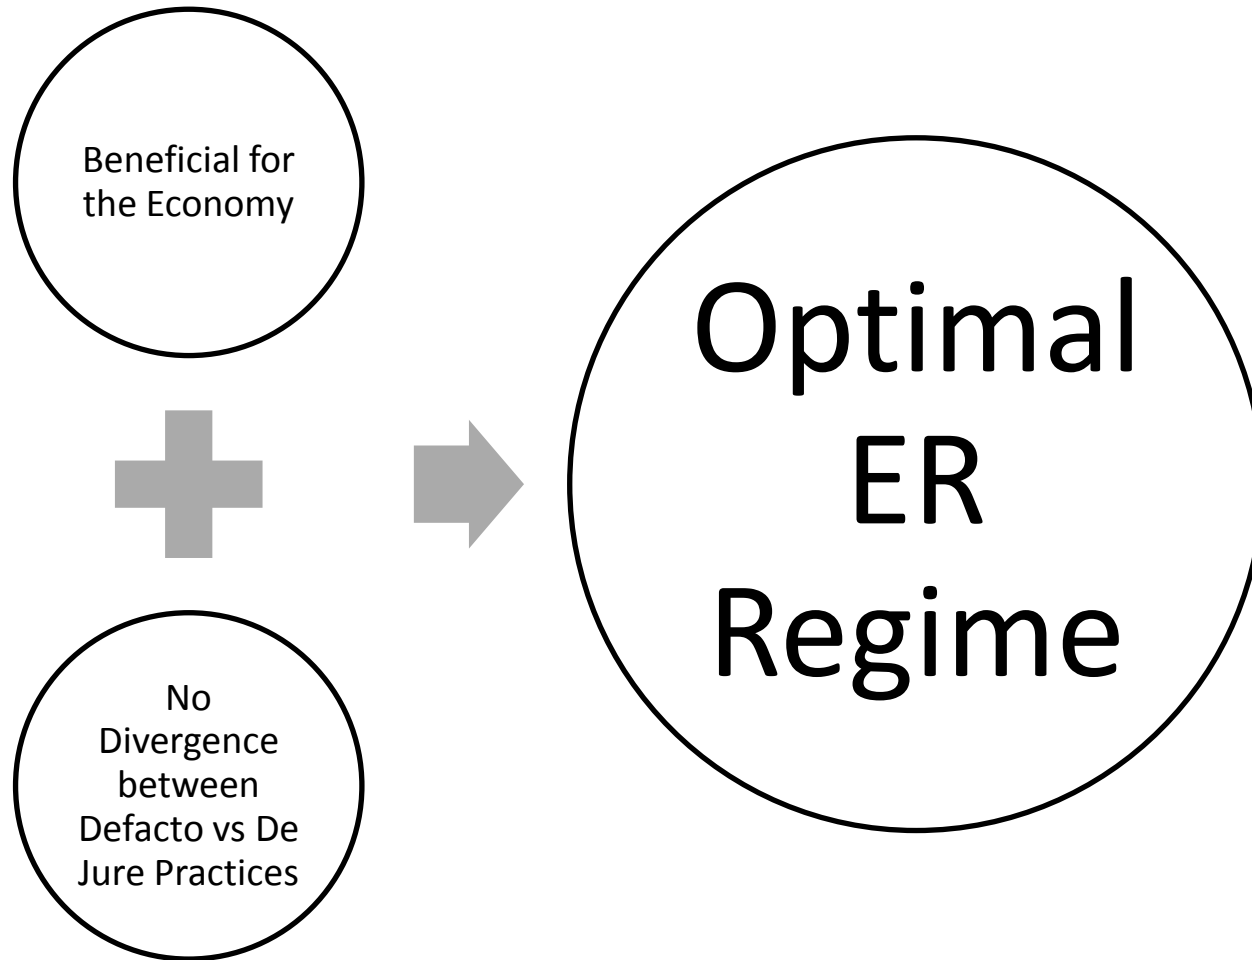 Beneficial for
the Economy
No
Divergence
between
Defacto vs De
Jure Practices
Optimal
ER
Regime